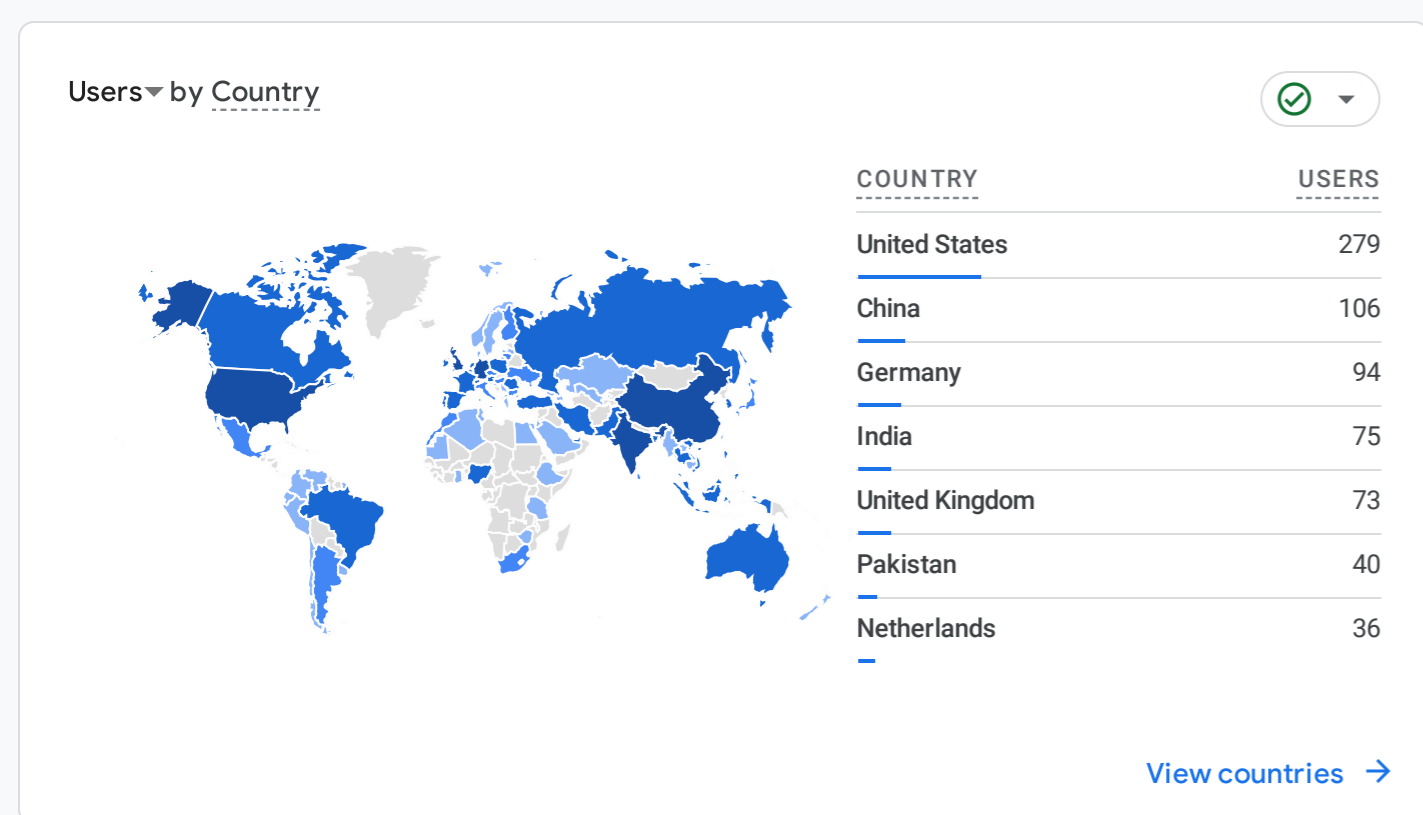 Users by Country
COUNTRY USERS
United States 279
China 106
Germany 94
India 75
United Kingdom 73
Pakistan 40
Netherlands 36
View countries